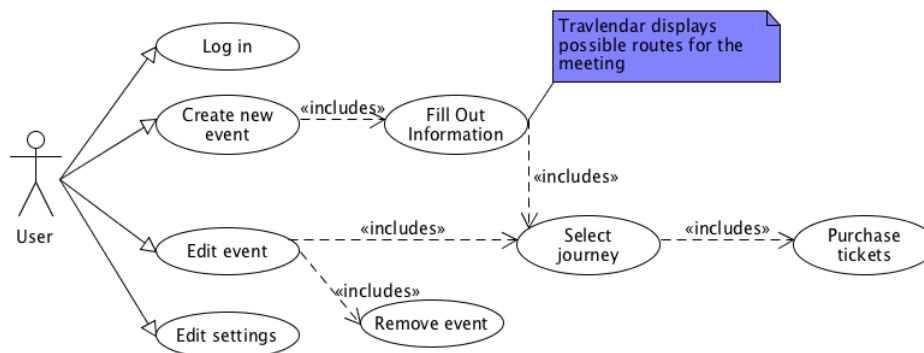 Travlendar displays
possible routes for the
meeting
Log in
Create new
event
«includes»
Fill Out
Information
«includes»
User
Edit event
«includes»
Select
journey
«includes»
Purchase
tickets
«includes»
Remove event
Edit settings